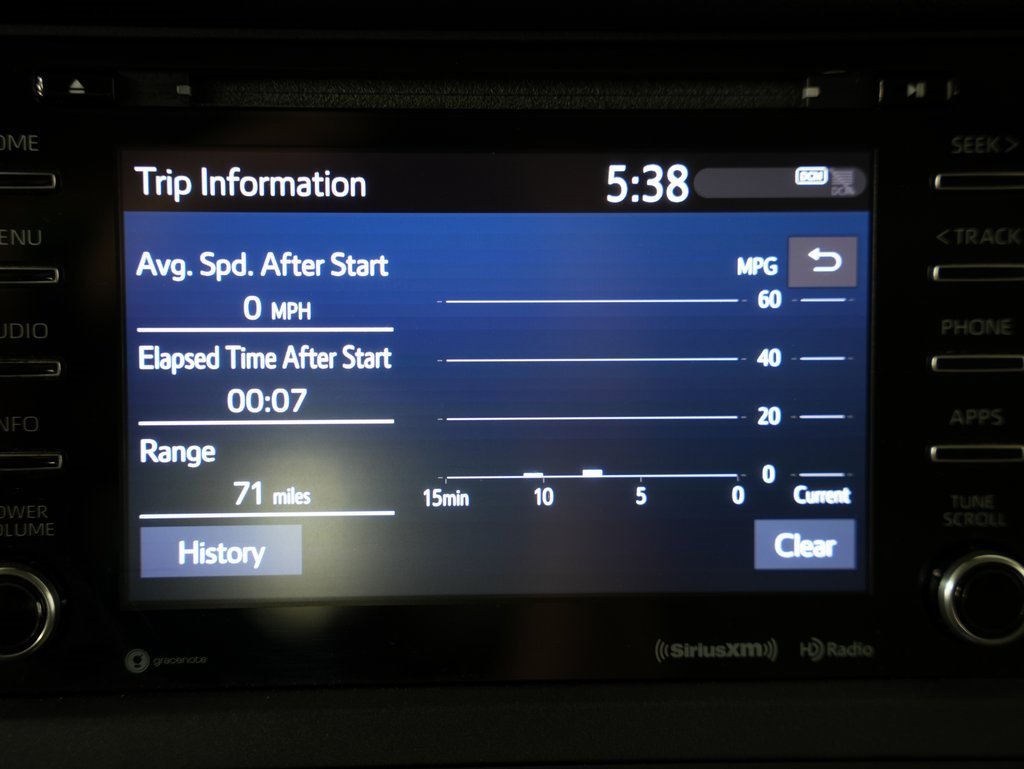 OME
SEEK >
Trip Information
5:38
DCM
DCM
ENU
< TRACK
Avg. Spd. After Start
MPG
0 MPH
60
UDIO
PHONE
Elapsed Time After Start
40
00:07
NFO
20
APPS
Range
0
71 miles
15min 10 5 0 Current
OWER
OLUME
TUNE
SCROLL
History
Clear
gracenote
SiriusXM
HD Radio